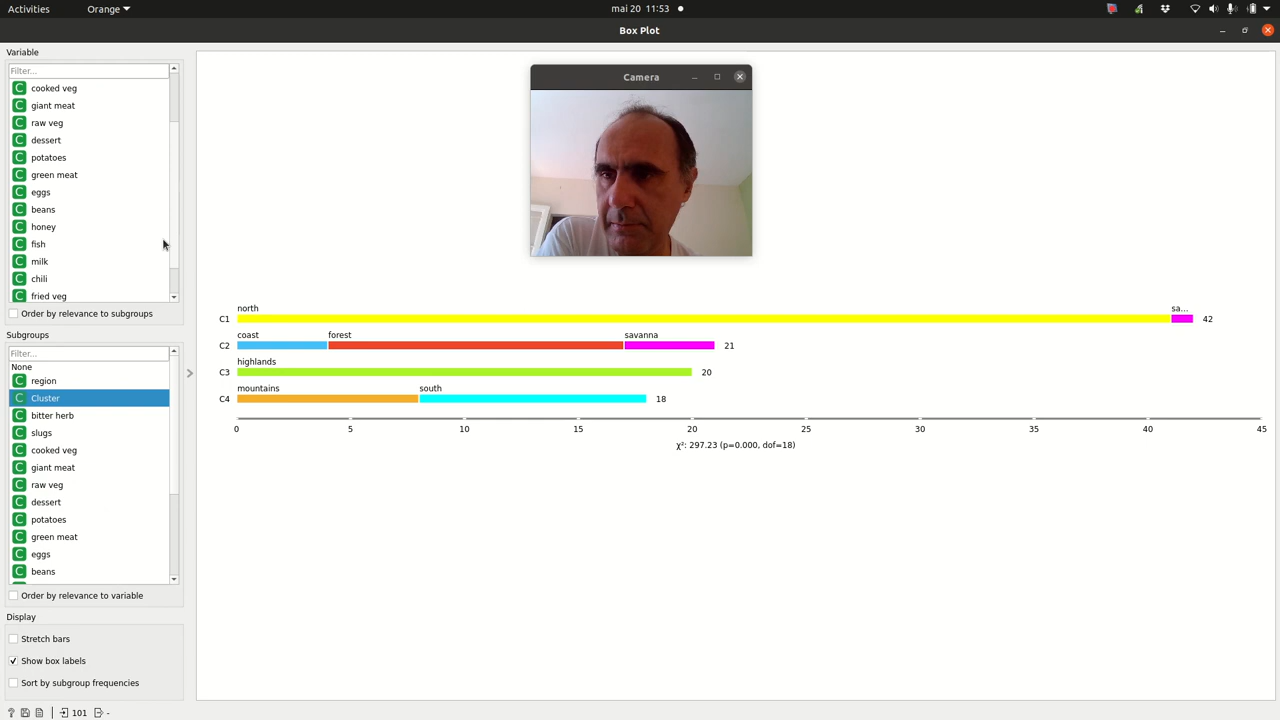 Activities
Orange
mai 20 11:53
Box Plot
Variable
Filter...
C cooked veg
C giant meat
C raw veg
C dessert
C potatoes
C green meat
C eggs
C beans
C honey
C fish
C milk
C chili
C fried veg
Order by relevance to subgroups
Subgroups
Filter...
None
C region
C Cluster
C bitter herb
C slugs
C cooked veg
C giant meat
C raw veg
C dessert
C potatoes
C green meat
C eggs
C beans
Order by relevance to variable
Display
Stretch bars
Show box labels
Sort by subgroup frequencies
? 101 -
Camera
north sa...
C1 42
coast forest savanna
C2 21
highlands
C3 20
mountains south
C4 18
0 5 10 15 20 25 30 35 40 45
χ²: 297.23 (p=0.000, dof=18)